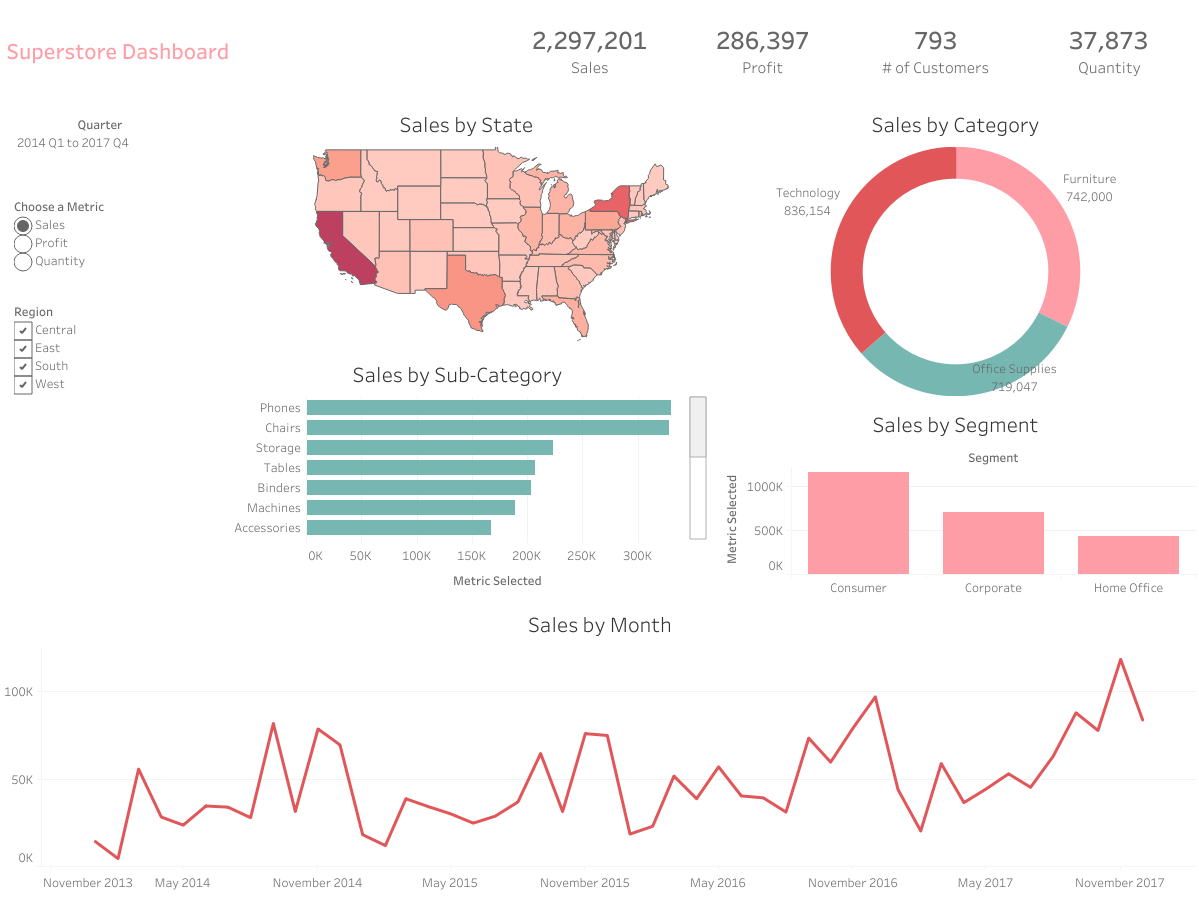 Superstore Dashboard
2,297,201
Sales
286,397
Profit
793
# of Customers
37,873
Quantity
Quarter
2014 Q1 to 2017 Q4
Choose a Metric
Sales
Profit
Quantity
Region
Central
East
South
West
Sales by State
Sales by Category
Technology
836,154
Furniture
742,000
Office Supplies
719,047
Sales by Sub-Category
Phones
Chairs
Storage
Tables
Binders
Machines
Accessories
0K 50K 100K 150K 200K 250K 300K
Metric Selected
Sales by Segment
Segment
Metric Selected
1000K
500K
0K
Consumer Corporate Home Office
Sales by Month
100K
50K
0K
November 2013 May 2014 November 2014 May 2015 November 2015 May 2016 November 2016 May 2017 November 2017